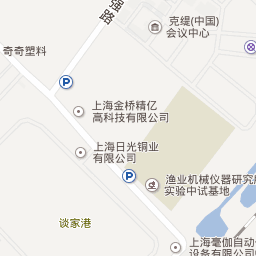 强路
克缇(中国)
会议中心
奇奇塑料
P
上海金桥精亿
高科技有限公司
上海日光铜业
有限公司
P
渔业机械仪器研究所
实验中试基地
谈家港
上海毫伽自动
设备有限公司